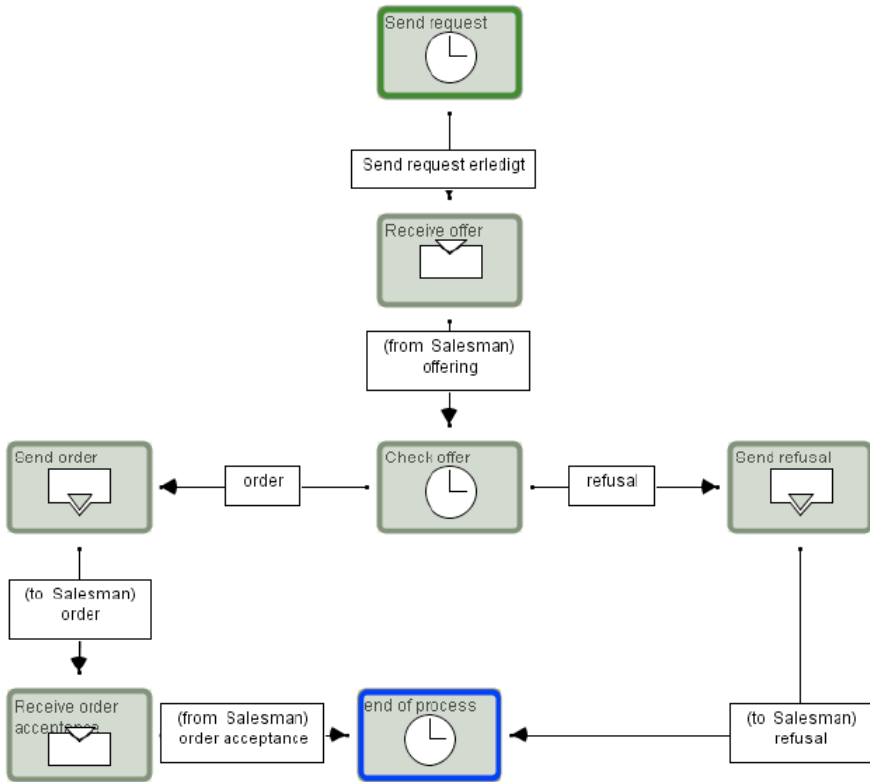 Send request
Send request erledigt
Receive offer
(from Salesman)
offering
Send order
order
Check offer
refusal
Send refusal
(to Salesman)
order
Receive order
acceptance
(from Salesman)
order acceptance
end of process
(to Salesman)
refusal